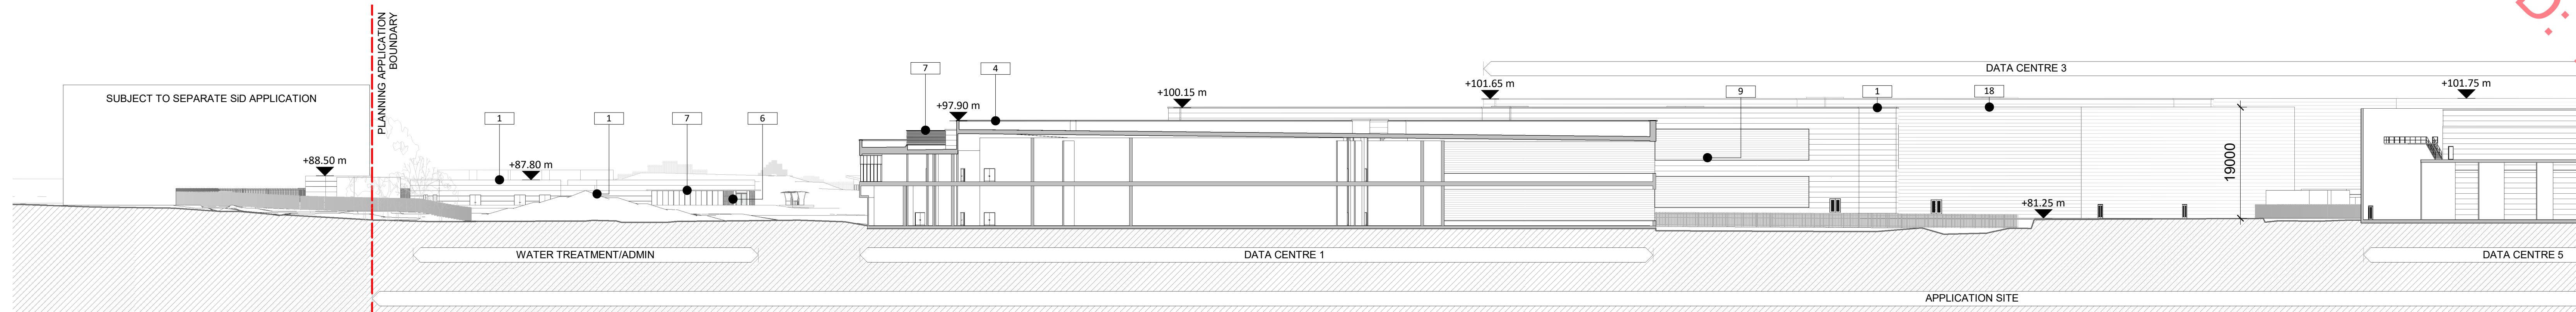 SUBJECT TO SEPARATE SiD APPLICATION
PLANNING APPLICATION
BOUNDARY
+88.50 m
1
+87.80 m
1
7
6
7
4
+97.90 m
+100.15 m
+101.65 m
DATA CENTRE 3
9
1
18
+101.75 m
19000
+81.25 m
WATER TREATMENT/ADMIN
DATA CENTRE 1
DATA CENTRE 5
APPLICATION SITE